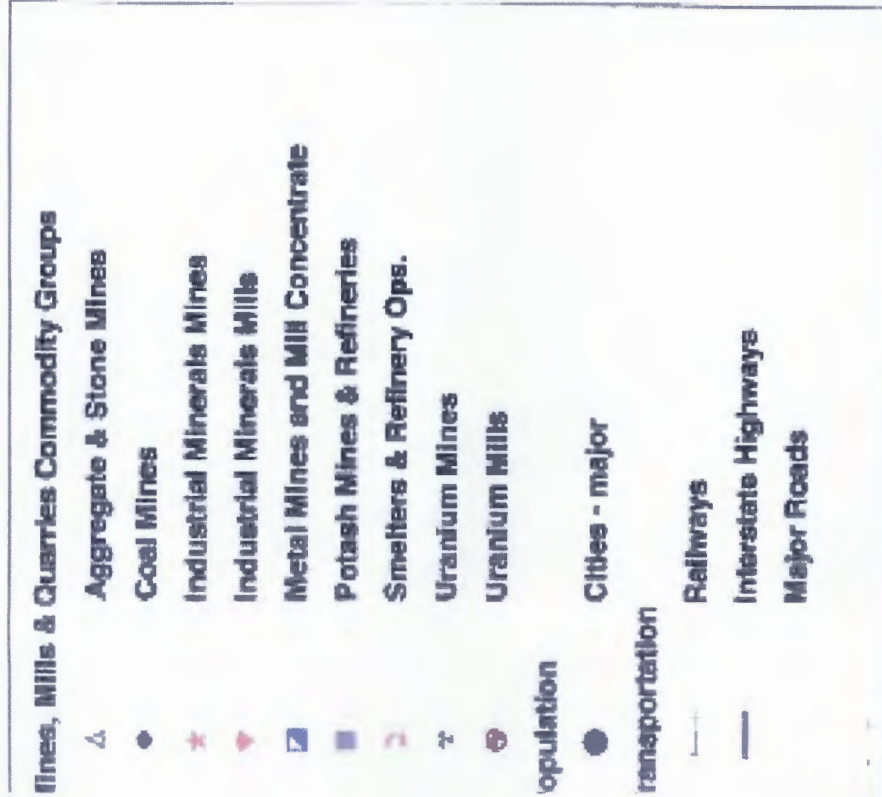 lines, Mills & Quarries Commodity Groups
Aggregate & Stone Mines
Coal Mines
Industrial Minerals Mines
Industrial Minerals Mills
Metal Mines and Mill Concentrate
Potash Mines & Refineries
Smelters & Refinery Ops.
Uranium Mines
Uranium Mills
opulation
Cities - major
ransportation
Railways
Interstate Highways
Major Roads